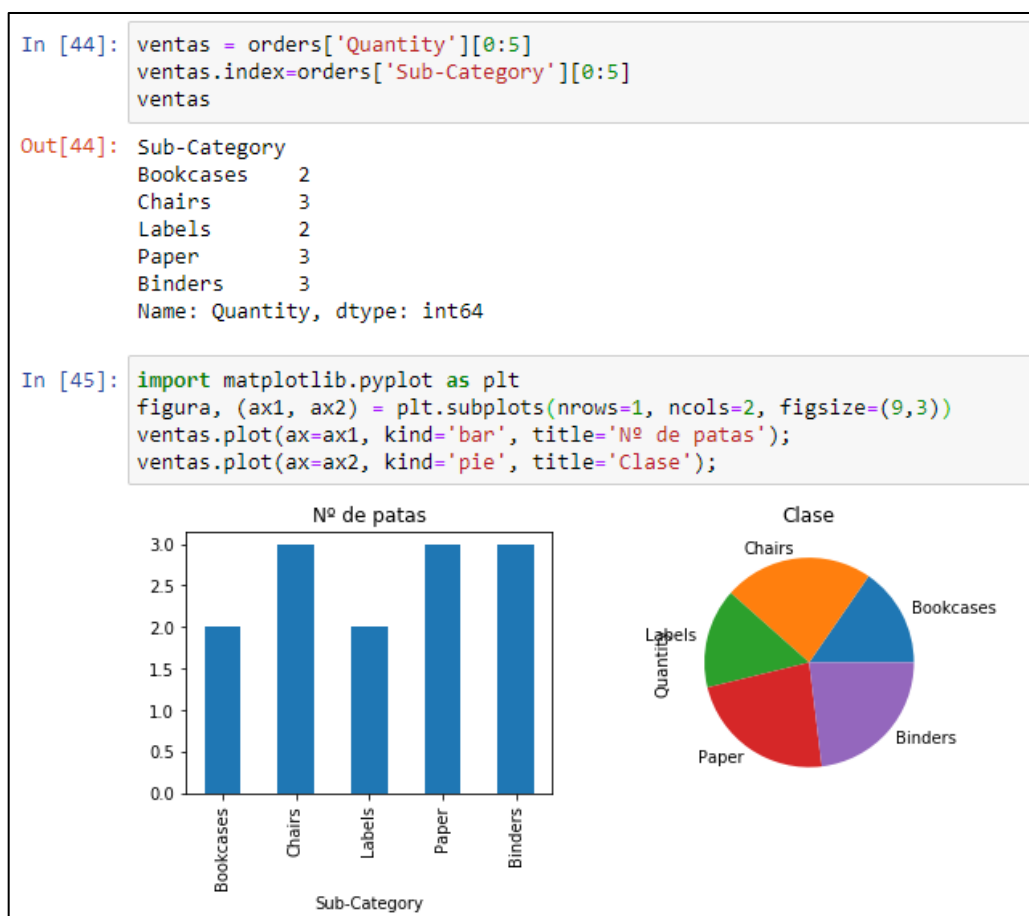 In [44]: ventas = orders['Quantity'][0:5]
ventas.index=orders['Sub-Category'][0:5]
ventas
Out[44]: Sub-Category
Bookcases 2
Chairs 3
Labels 2
Paper 3
Binders 3
Name: Quantity, dtype: int64
In [45]: import matplotlib.pyplot as plt
figura, (ax1, ax2) = plt.subplots(nrows=1, ncols=2, figsize=(9,3))
ventas.plot(ax=ax1, kind='bar', title='Nº de patas');
ventas.plot(ax=ax2, kind='pie', title='Clase');
Nº de patas
3.0
2.5
2.0
1.5
1.0
0.5
0.0
Bookcases
Chairs
Labels
Paper
Binders
Sub-Category
Clase
Chairs
Bookcases
Labels
Quantity
Paper
Binders